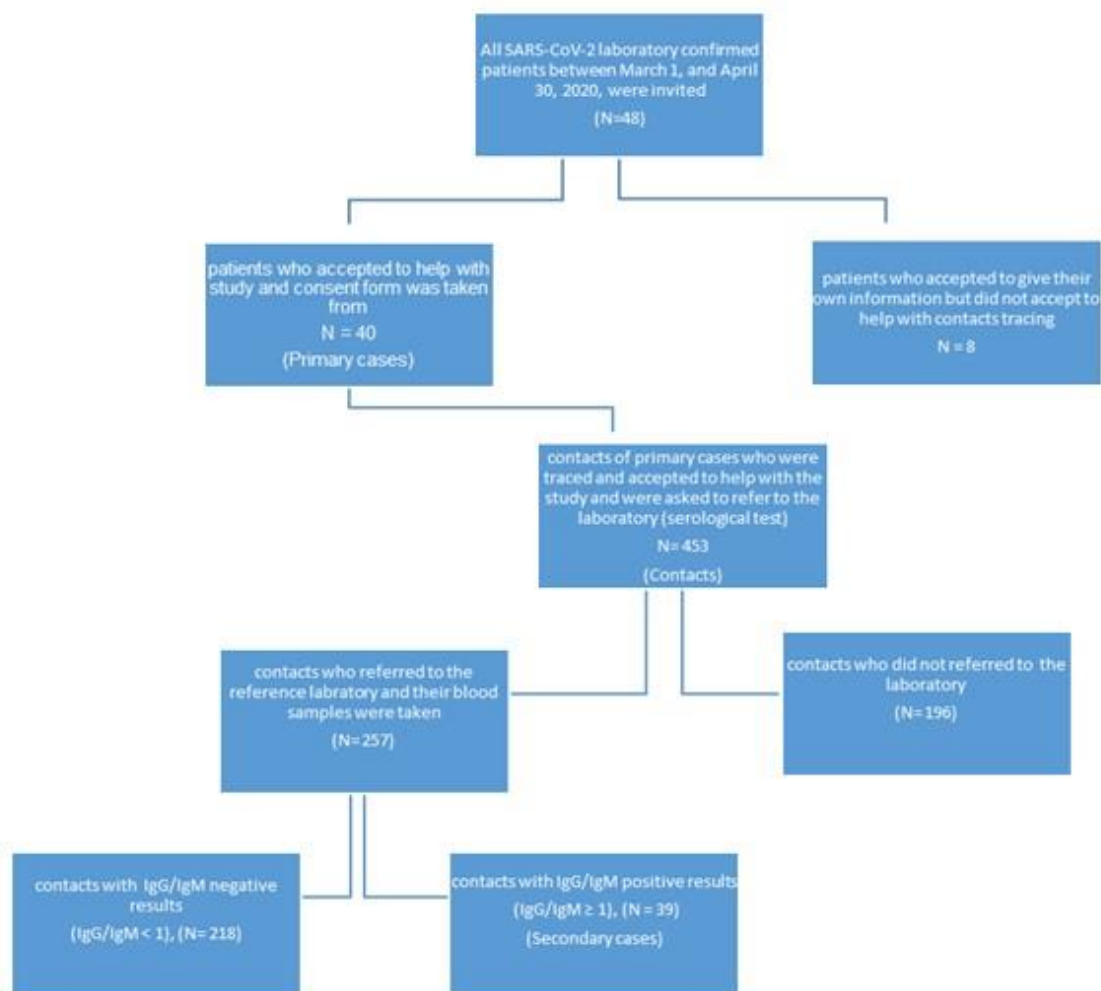 All SARS-CoV-2 laboratory confirmed
patients between March 1, and April
30, 2020, were invited
(N=48)
patients who accepted to help with
study and consent form was taken
from
N = 40
(Primary cases)
patients who accepted to give their
own information but did not accept to
help with contacts tracing
N = 8
contacts of primary cases who were
traced and accepted to help with the
study and were asked to refer to the
laboratory (serological test)
N= 453
(Contacts)
contacts who referred to the
reference labratory and their blood
samples were taken
(N= 257)
contacts who did not referred to the
laboratory
(N= 196)
contacts with IgG/IgM negative
results
(IgG/IgM < 1), (N= 218)
contacts with IgG/IgM positive results
(IgG/IgM ≥ 1), (N = 39)
(Secondary cases)